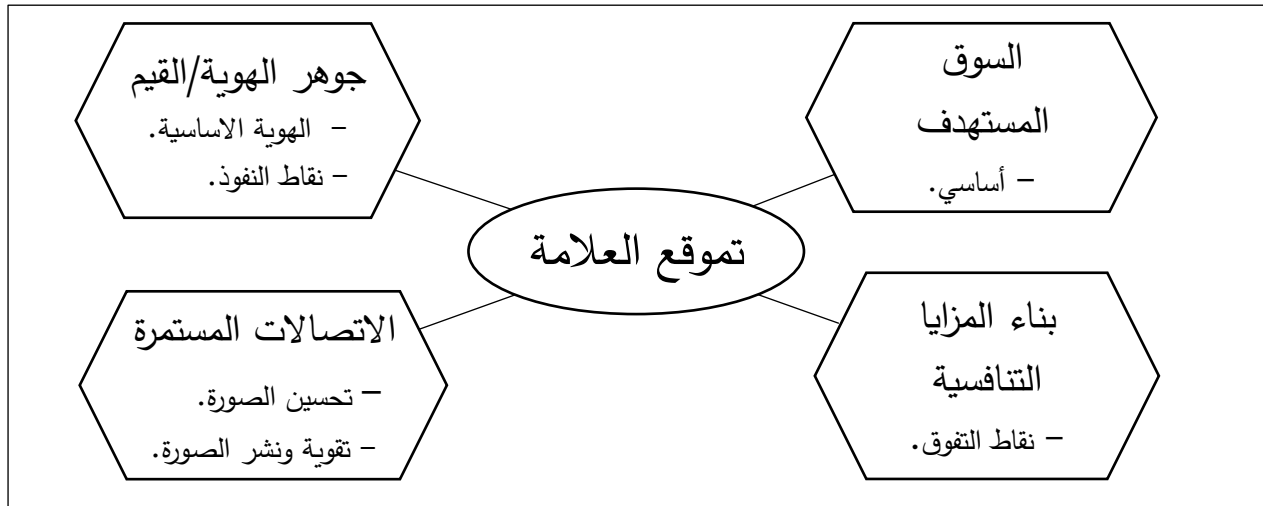 السوق
المستهدف
– أساسي.
جوهر الهوية/القيم
– الهوية الاساسية.
– نقاط النفوذ.
تموقع العلامة
بناء المزايا
التنافسية
– نقاط التفوق.
الاتصالات المستمرة
– تحسين الصورة.
– تقوية ونشر الصورة.